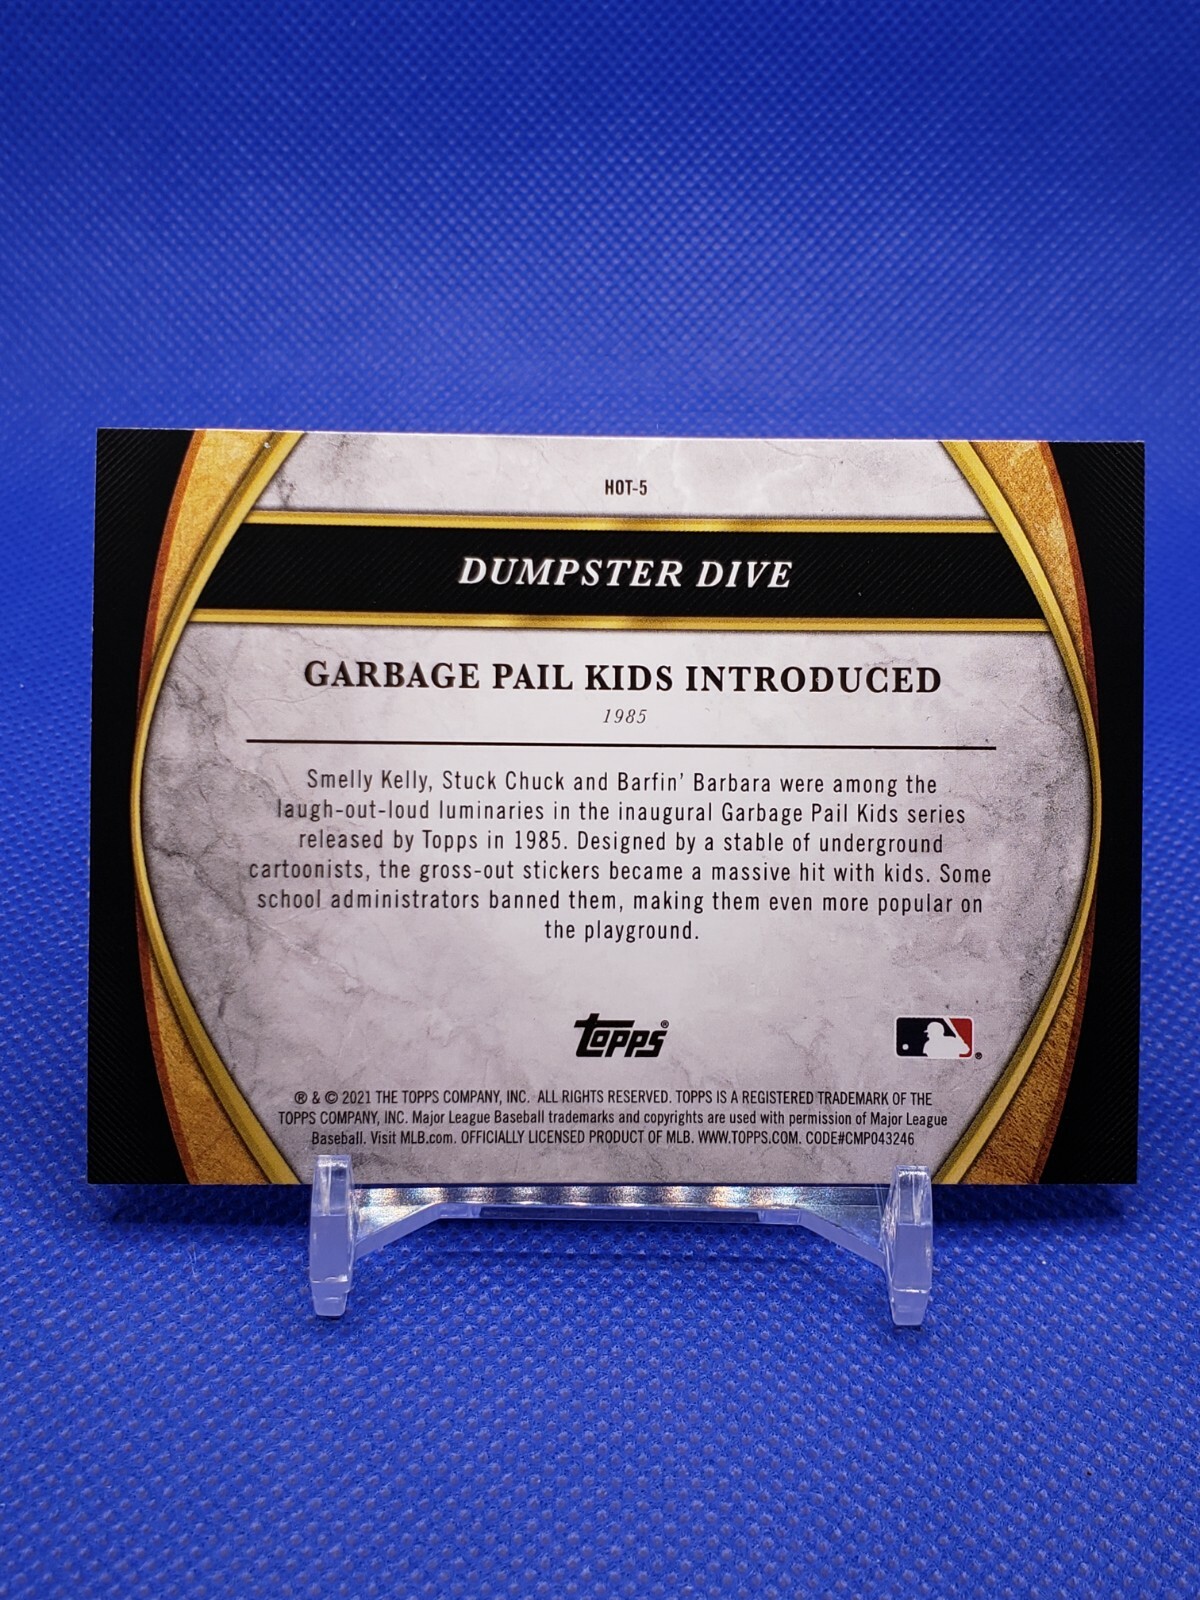 HOT-5
DUMPSTER DIVE
GARBAGE PAIL KIDS INTRODUCED
1985
Smelly Kelly, Stuck Chuck and Barfin' Barbara were among the
laugh-out-loud luminaries in the inaugural Garbage Pail Kids series
released by Topps in 1985. Designed by a stable of underground
cartoonists, the gross-out stickers became a massive hit with kids. Some
school administrators banned them, making them even more popular on
the playground.
topps®
®
® & © 2021 THE TOPPS COMPANY, INC. ALL RIGHTS RESERVED. TOPPS IS A REGISTERED TRADEMARK OF THE
TOPPS COMPANY, INC. Major League Baseball trademarks and copyrights are used with permission of Major League
Baseball. Visit MLB.com. OFFICIALLY LICENSED PRODUCT OF MLB. WWW.TOPPS.COM. CODE#CMP043246